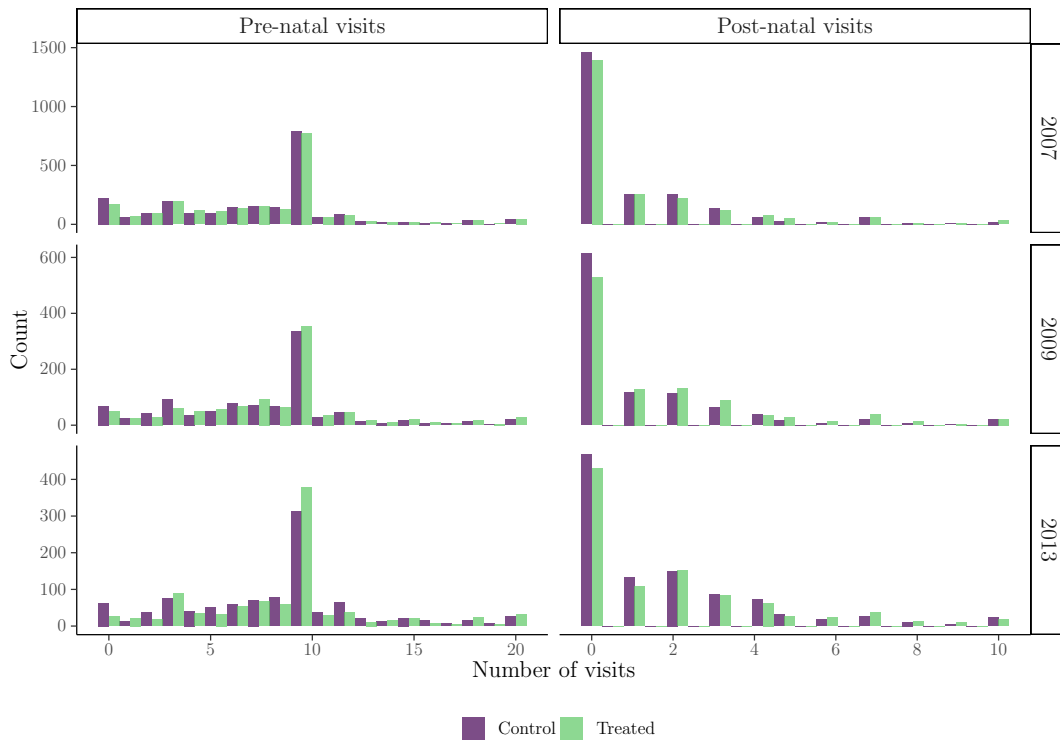 Pre-natal visits
Post-natal visits
1500
1000
500
0
2007
600
400
200
0
2009
400
300
200
100
0
2013
Count
0 5 10 15 20
0 2 4 6 8 10
Number of visits
Control Treated